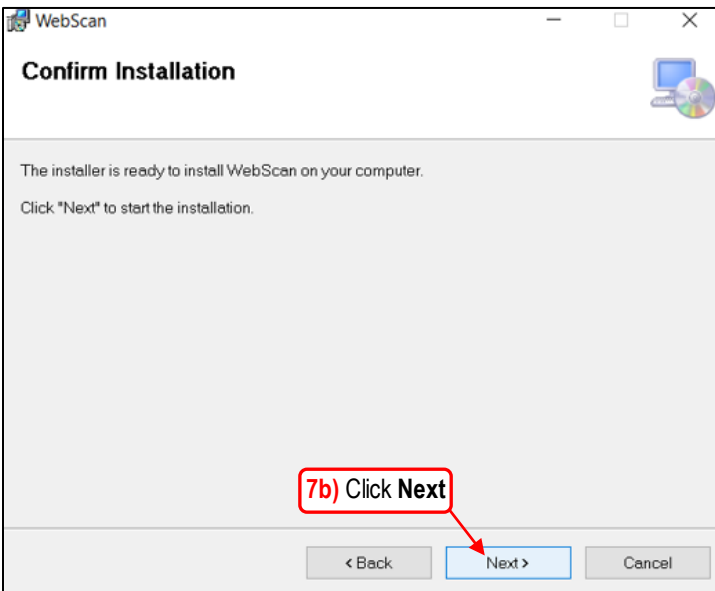 WebScan
Confirm Installation
The installer is ready to install WebScan on your computer.
Click "Next" to start the installation.
7b) Click Next
< Back
Next >
Cancel